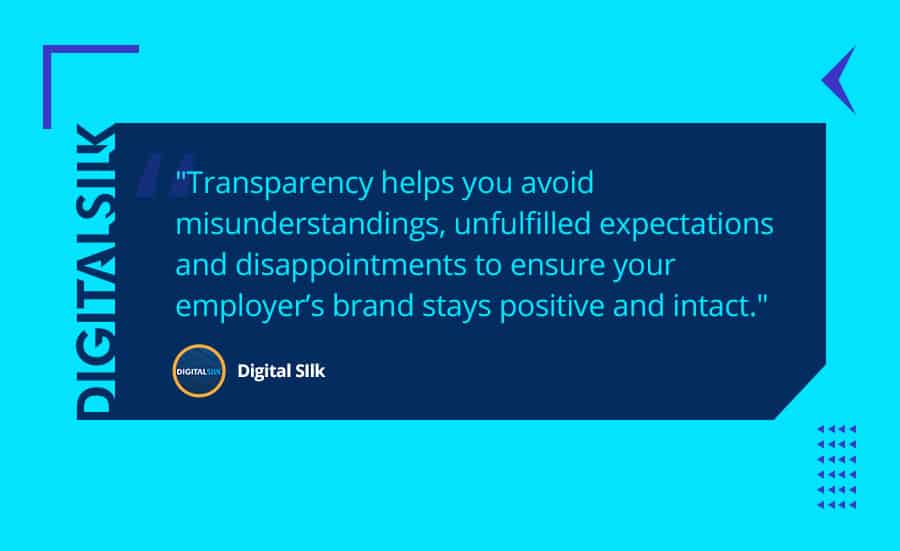 DIGITALSILK
"Transparency helps you avoid
misunderstandings, unfulfilled expectations
and disappointments to ensure your
employer’s brand stays positive and intact."
DIGITALSILK
Digital SIlk